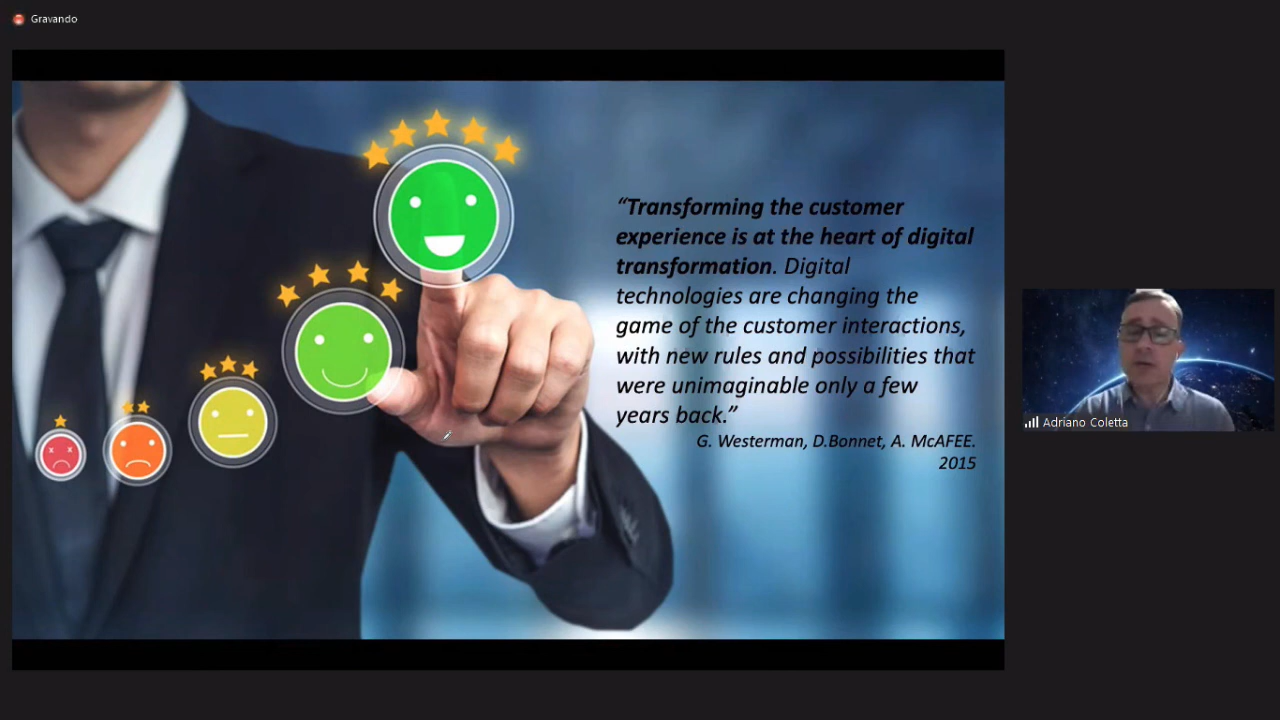 Gravando
“Transforming the customer
experience is at the heart of digital
transformation. Digital
technologies are changing the
game of the customer interactions,
with new rules and possibilities that
were unimaginable only a few
years back.”
G. Westerman, D.Bonnet, A. McAFEE.
2015
Adriano Coletta